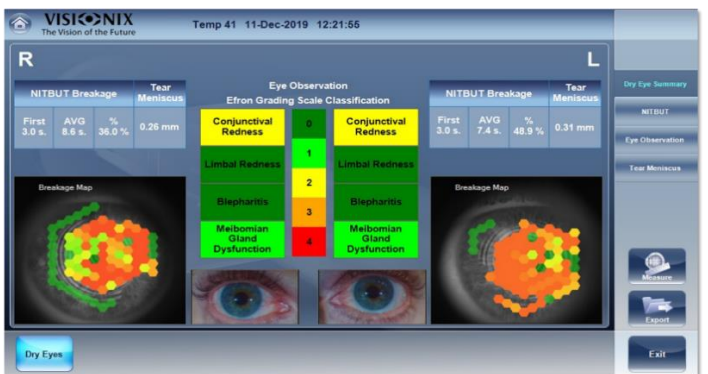 VISIONIX
The Vision of the Future
Temp 41 11-Dec-2019 12:21:55
R
L
NITBUT Breakage
Tear Meniscus
First 3.0 s.
AVG 8.6 s.
% 36.0 %
0.26 mm
Breakage Map
Eye Observation
Efron Grading Scale Classification
Conjunctival Redness
Limbal Redness
Blepharitis
Meibomian Gland Dysfunction
0
1
2
3
4
Conjunctival Redness
Limbal Redness
Blepharitis
Meibomian Gland Dysfunction
NITBUT Breakage
Tear Meniscus
First 3.0 s.
AVG 7.4 s.
% 48.9 %
0.31 mm
Breakage Map
Dry Eye Summary
NITBUT
Eye Observation
Tear Meniscus
Measure
Export
Exit
Dry Eyes